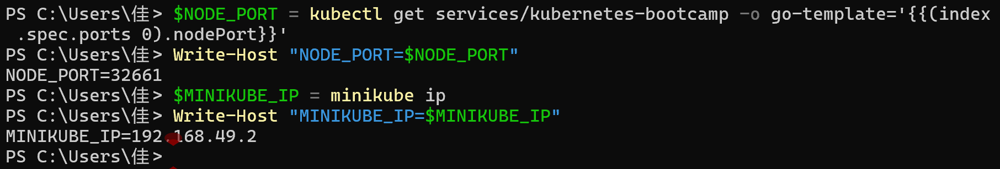 PS C:\Users\佳> $NODE_PORT = kubectl get services/kubernetes-bootcamp -o go-template='{{(index
.spec.ports 0).nodePort}}'
PS C:\Users\佳> Write-Host "NODE_PORT=$NODE_PORT"
NODE_PORT=32661
PS C:\Users\佳> $MINIKUBE_IP = minikube ip
PS C:\Users\佳> Write-Host "MINIKUBE_IP=$MINIKUBE_IP"
MINIKUBE_IP=192.168.49.2
PS C:\Users\佳>